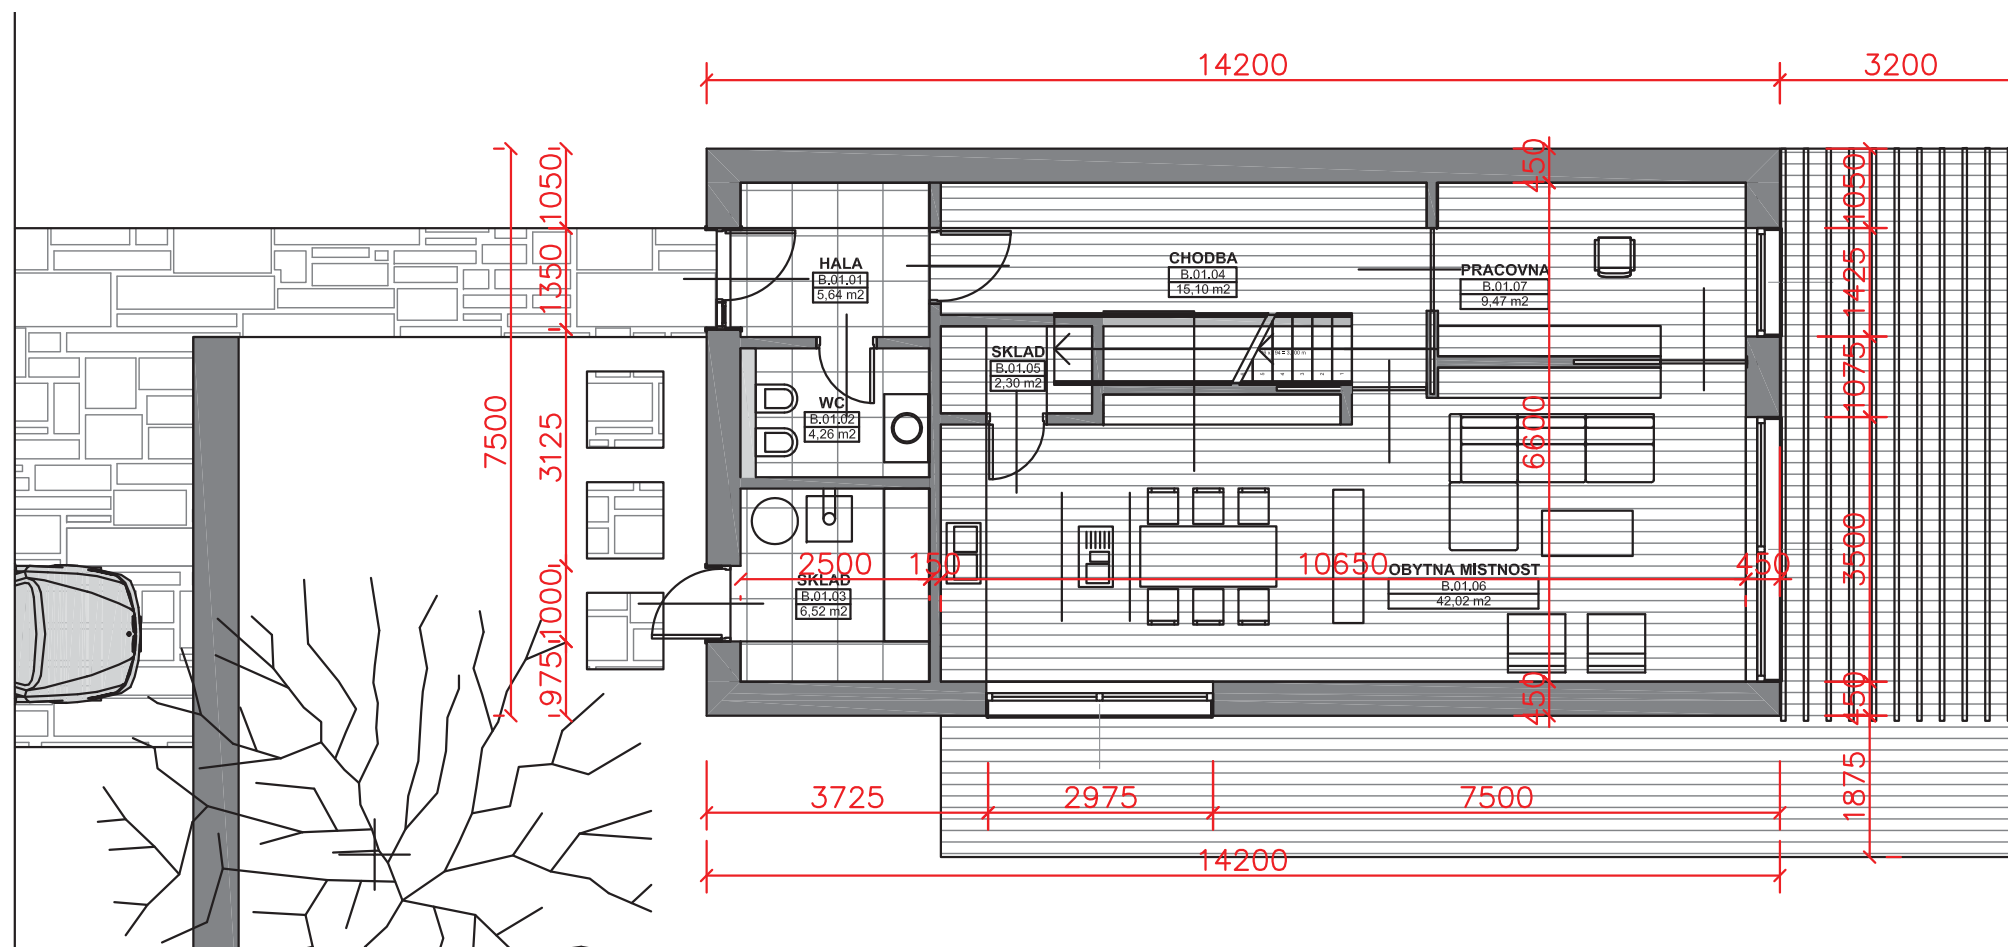 14200
3200
450
1050
1050
HALA
B.01.01
5,64 m2
CHODBA
B.01.04
15,10 m2
PRACOVNA
B.01.07
9,47 m2
1350
1425
SKLAD
B.01.05
2,30 m2
1075
WC
B.01.02
4,26 m2
7500
3125
6600
2500
150
10650
450
3500
OBYTNA MISTNOST
B.01.06
42,02 m2
SKLAD
B.01.03
6,52 m2
1000
975
450
450
3725
2975
7500
1875
14200